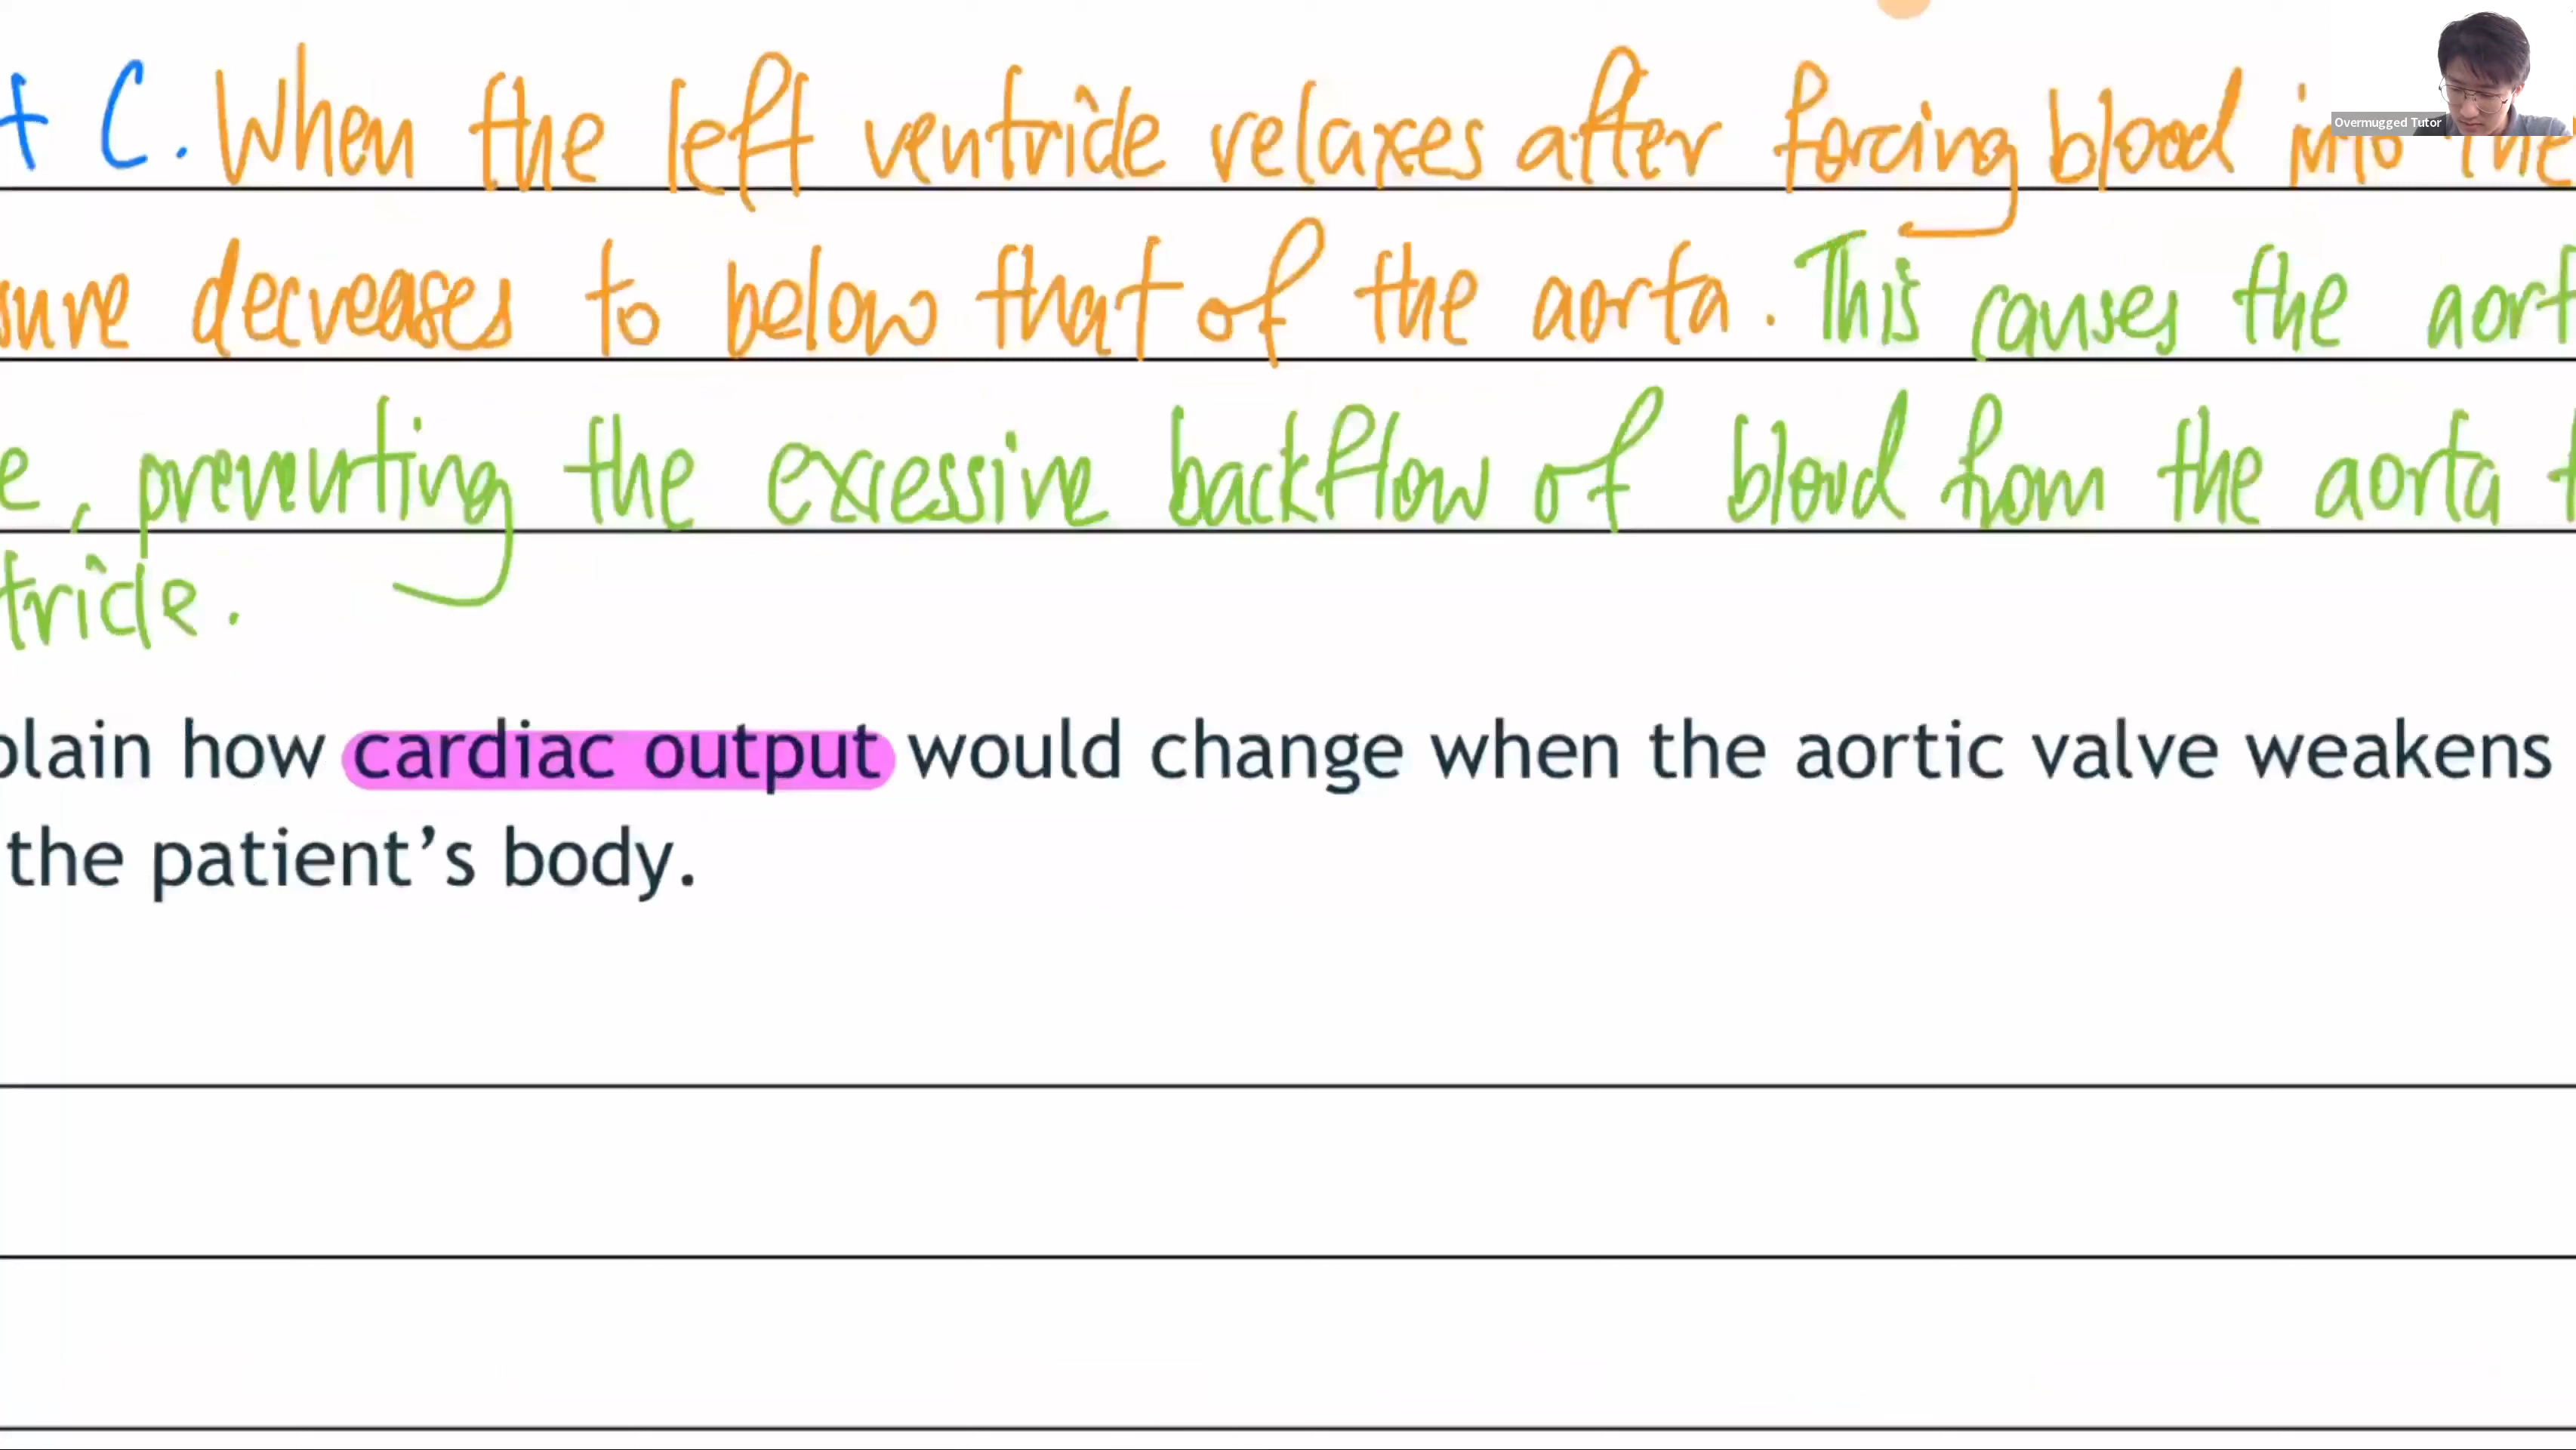 t C. When the left ventricle relaxes after forcing blood into the
Overmugged Tutor
sure decreases to below that of the aorta. This causes the aort
e, preventing the excessive backflow of blood from the aorta t
tricle.
plain how cardiac output would change when the aortic valve weakens
the patient's body.